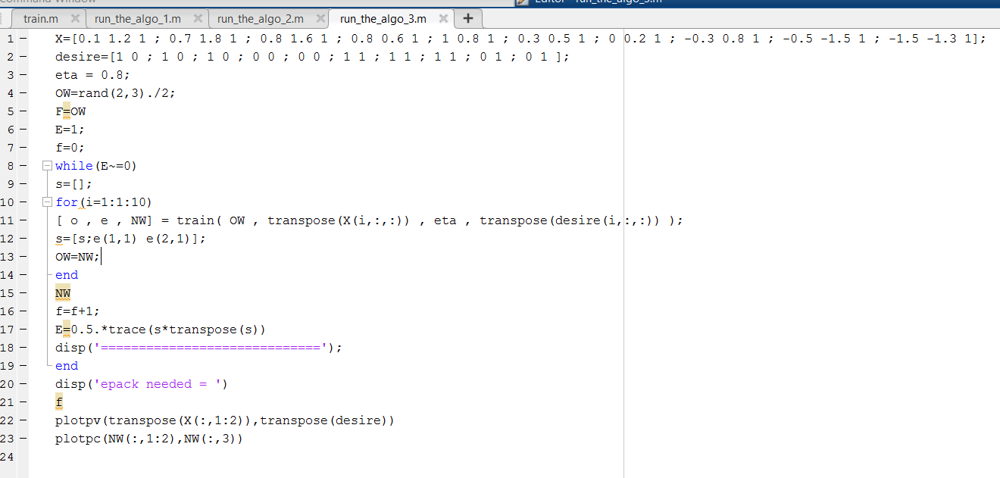 Editor - run_the_algo_3.m
train.m run_the_algo_1.m run_the_algo_2.m run_the_algo_3.m +
1 X=[0.1 1.2 1 ; 0.7 1.8 1 ; 0.8 1.6 1 ; 0.8 0.6 1 ; 1 0.8 1 ; 0.3 0.5 1 ; 0 0.2 1 ; -0.3 0.8 1 ; -0.5 -1.5 1 ; -1.5 -1.3 1];
2 desire=[1 0 ; 1 0 ; 1 0 ; 0 0 ; 0 0 ; 1 1 ; 1 1 ; 1 1 ; 0 1 ; 0 1 ];
3 eta = 0.8;
4 OW=rand(2,3)./2;
5 F=OW
6 E=1;
7 f=0;
8 while(E~=0)
9 s=[];
10 for(i=1:1:10)
11 [ o , e , NW] = train( OW , transpose(X(i,:,:)) , eta , transpose(desire(i,:,:)) );
12 s=[s;e(1,1) e(2,1)];
13 OW=NW;
14 end
15 NW
16 f=f+1;
17 E=0.5.*trace(s*transpose(s))
18 disp('=============================');
19 end
20 disp('epack needed = ')
21 f
22 plotpv(transpose(X(:,1:2)),transpose(desire))
23 plotpc(NW(:,1:2),NW(:,3))
24